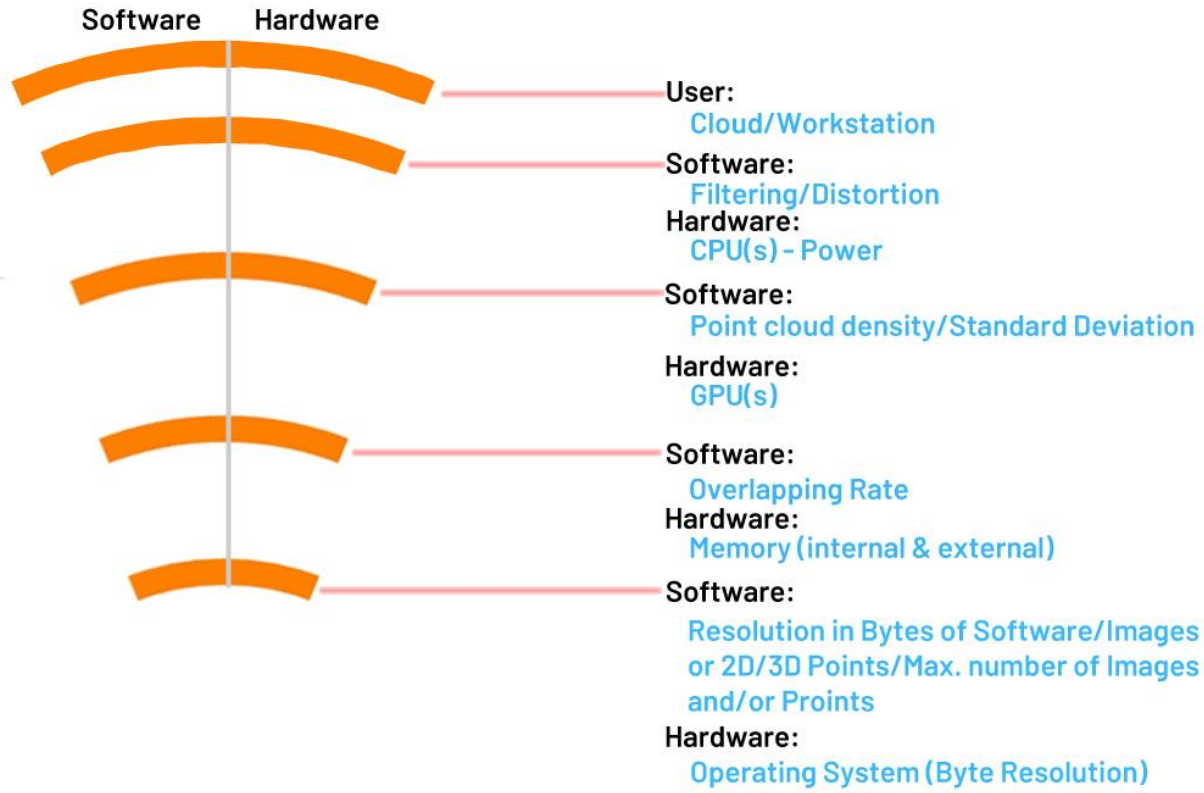 Software Hardware
User:
Cloud/Workstation
Software:
Filtering/Distortion
Hardware:
CPU(s) - Power
Software:
Point cloud density/Standard Deviation
Hardware:
GPU(s)
Software:
Overlapping Rate
Hardware:
Memory (internal & external)
Software:
Resolution in Bytes of Software/Images
or 2D/3D Points/Max. number of Images
and/or Proints
Hardware:
Operating System (Byte Resolution)